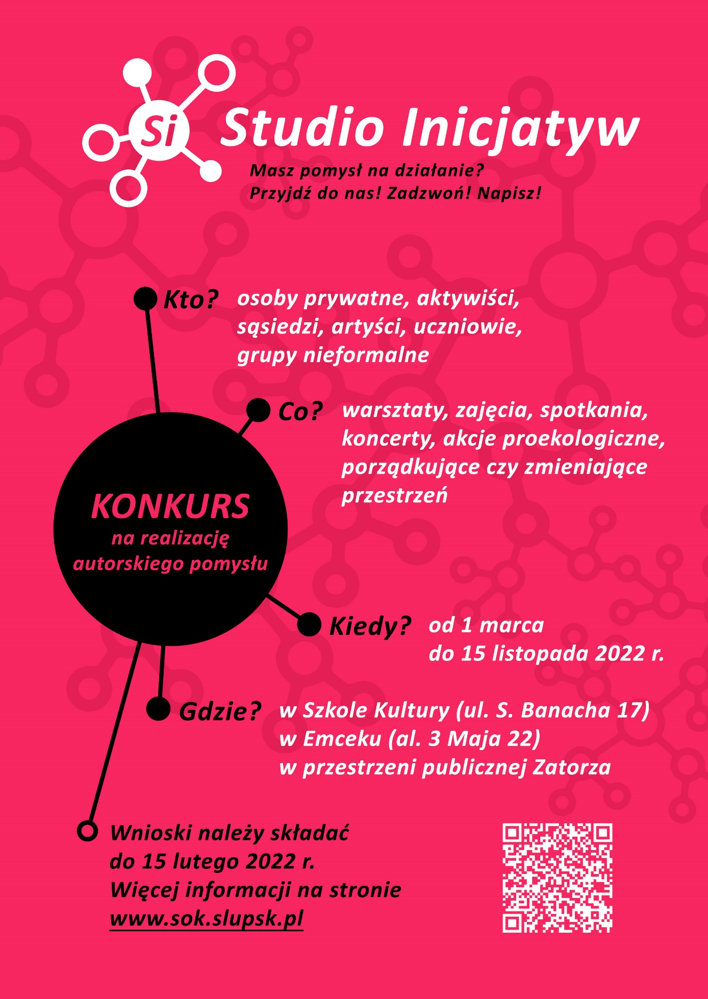 Si
Studio Inicjatyw
Masz pomysł na działanie?
Przyjdź do nas! Zadzwoń! Napisz!
Kto?
osoby prywatne, aktywiści,
sąsiedzi, artyści, uczniowie,
grupy nieformalne
Co?
warsztaty, zajęcia, spotkania,
koncerty, akcje proekologiczne,
porządkujące czy zmieniające
przestrzeń
KONKURS
na realizację
autorskiego pomysłu
Kiedy?
od 1 marca
do 15 listopada 2022 r.
Gdzie?
w Szkole Kultury (ul. S. Banacha 17)
w Emceku (al. 3 Maja 22)
w przestrzeni publicznej Zatorza
Wnioski należy składać
do 15 lutego 2022 r.
Więcej informacji na stronie
www.sok.slupsk.pl